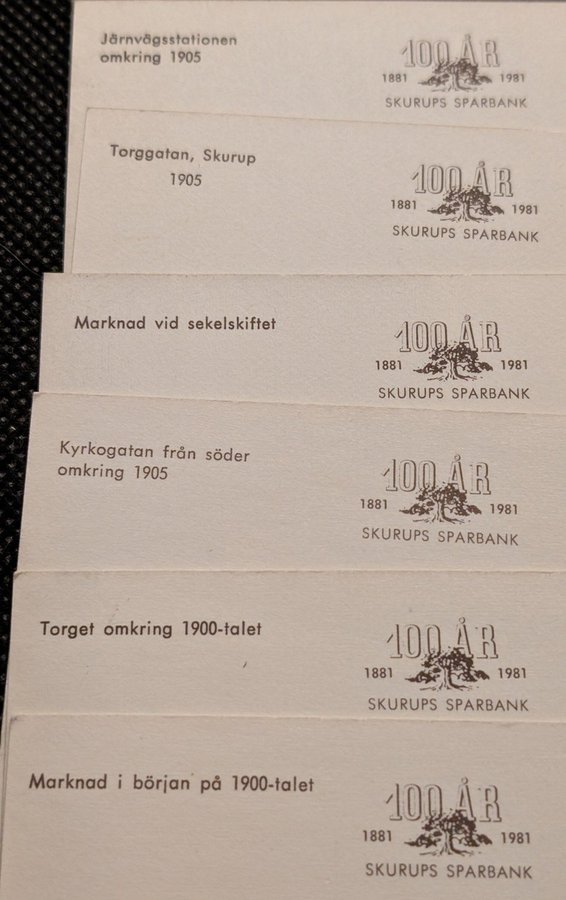 Järnvägsstationen
omkring 1905
100 ÅR
1881 1981
SKURUPS SPARBANK
Torggatan, Skurup
1905
100 ÅR
1881 1981
SKURUPS SPARBANK
Marknad vid sekelskiftet
100 ÅR
1881 1981
SKURUPS SPARBANK
Kyrkogatan från söder
omkring 1905
100 ÅR
1881 1981
SKURUPS SPARBANK
Torget omkring 1900-talet
100 ÅR
1881 1981
SKURUPS SPARBANK
Marknad i början på 1900-talet
100 ÅR
1881 1981
SKURUPS SPARBANK